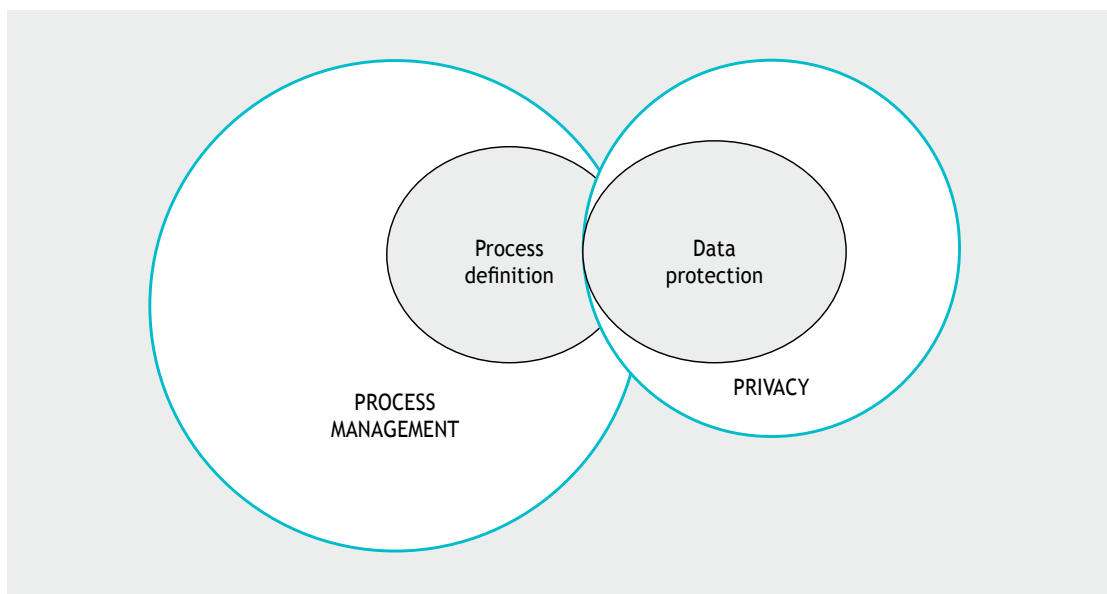 Process
definition
Data
protection
PROCESS
MANAGEMENT
PRIVACY